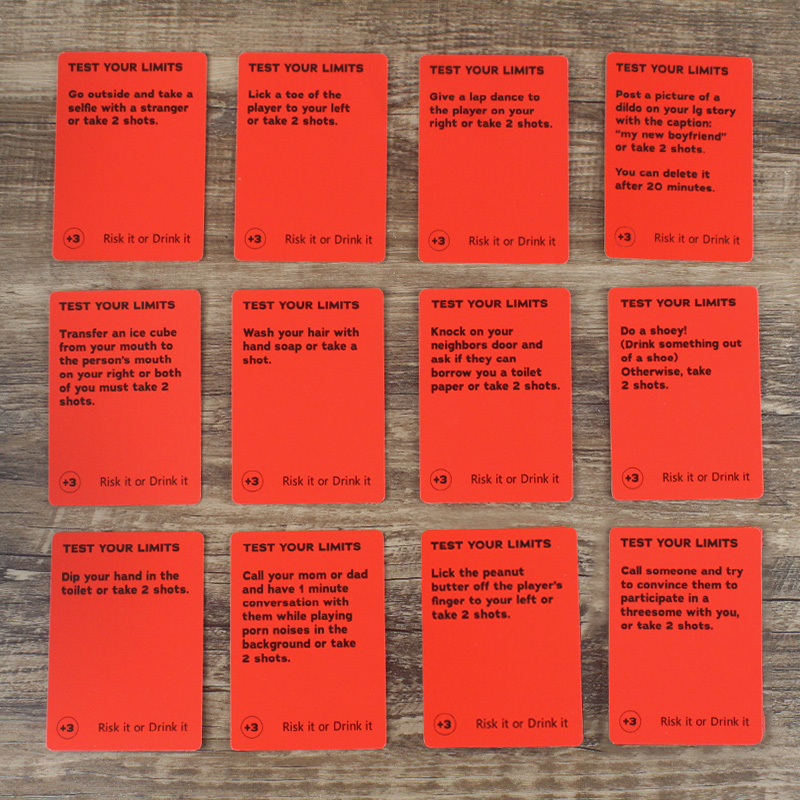 TEST YOUR LIMITS
Go outside and take a
selfie with a stranger
or take 2 shots.
+3
Risk it or Drink it
TEST YOUR LIMITS
Lick a toe of the
player to your left
or take 2 shots.
+3
Risk it or Drink it
TEST YOUR LIMITS
Give a lap dance to
the player on your
right or take 2 shots.
+3
Risk it or Drink it
TEST YOUR LIMITS
Post a picture of a
dildo on your Ig story
with the caption:
"my new boyfriend"
or take 2 shots.
You can delete it
after 20 minutes.
+3
Risk it or Drink it
TEST YOUR LIMITS
Transfer an ice cube
from your mouth to
the person's mouth
on your right or both
of you must take 2
shots.
+3
Risk it or Drink it
TEST YOUR LIMITS
Wash your hair with
hand soap or take a
shot.
+3
Risk it or Drink it
TEST YOUR LIMITS
Knock on your
neighbors door and
ask if they can
borrow you a toilet
paper or take 2 shots.
+3
Risk it or Drink it
TEST YOUR LIMITS
Do a shoey!
(Drink something out
of a shoe)
Otherwise, take
2 shots.
+3
Risk it or Drink it
TEST YOUR LIMITS
Dip your hand in the
toilet or take 2 shots.
+3
Risk it or Drink it
TEST YOUR LIMITS
Call your mom or dad
and have 1 minute
conversation with
them while playing
porn noises in the
background or take
2 shots.
+3
Risk it or Drink it
TEST YOUR LIMITS
Lick the peanut
butter off the player's
finger to your left or
take 2 shots.
+3
Risk it or Drink it
TEST YOUR LIMITS
Call someone and try
to convince them to
participate in a
threesome with you,
or take 2 shots.
+3
Risk it or Drink it